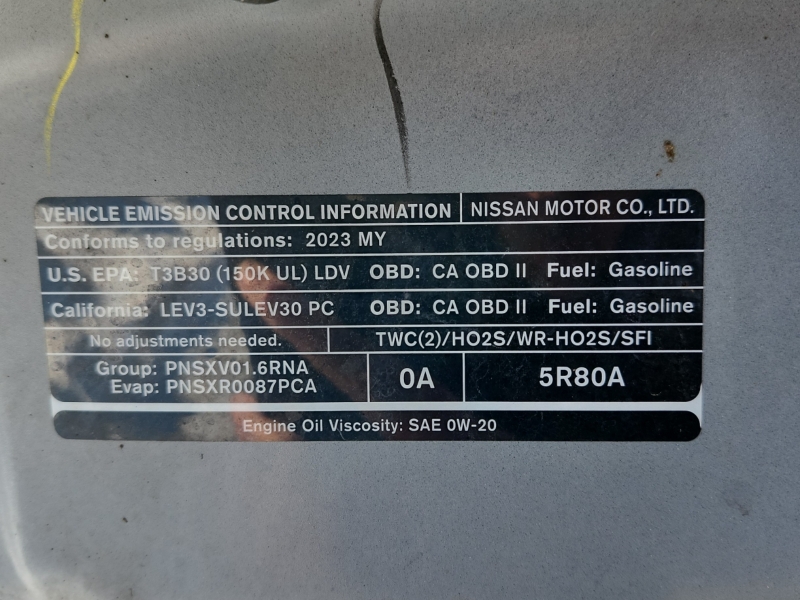 VEHICLE EMISSION CONTROL INFORMATION NISSAN MOTOR CO., LTD.
Conforms to regulations: 2023 MY
U.S. EPA: T3B30 (150K UL) LDV OBD: CA OBD II Fuel: Gasoline
California: LEV3-SULEV30 PC OBD: CA OBD II Fuel: Gasoline
No adjustments needed. TWC(2)/HO2S/WR-HO2S/SFI
Group: PNSXV01.6RNA
Evap: PNSXR0087PCA
0A
5R80A
Engine Oil Viscosity: SAE 0W-20